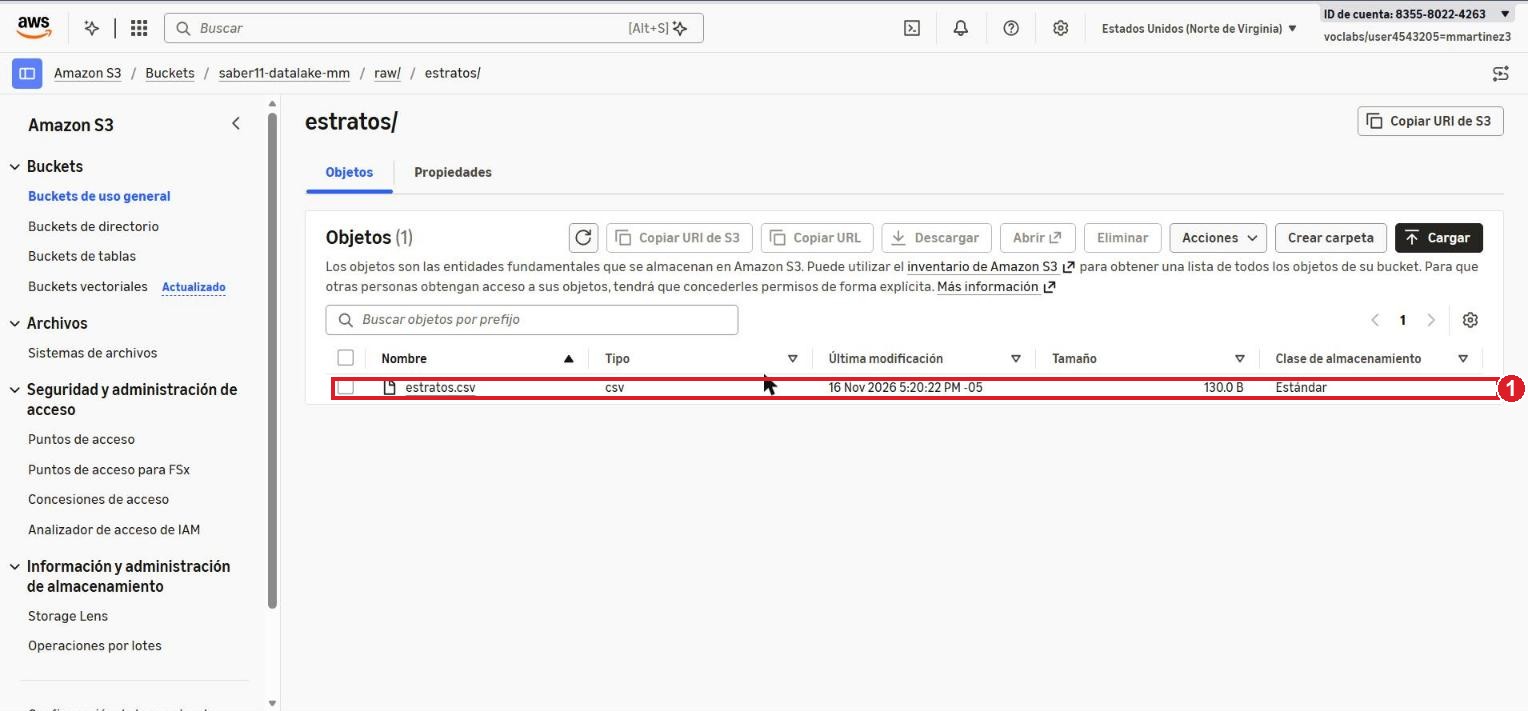 aws
Buscar [Alt+S]
Estados Unidos (Norte de Virginia)
ID de cuenta: 8355-8022-4263
voclabs/user4543205=mmartinez3
Amazon S3 / Buckets / saber11-datalake-mm / raw/ / estratos/
Amazon S3
Buckets
Buckets de uso general
Buckets de directorio
Buckets de tablas
Buckets vectoriales Actualizado
Archivos
Sistemas de archivos
Seguridad y administración de
acceso
Puntos de acceso
Puntos de acceso para FSx
Concesiones de acceso
Analizador de acceso de IAM
Información y administración
de almacenamiento
Storage Lens
Operaciones por lotes
estratos/
Copiar URI de S3
Objetos Propiedades
Objetos (1)
Copiar URI de S3 Copiar URL Descargar Abrir Eliminar Acciones Crear carpeta Cargar
Los objetos son las entidades fundamentales que se almacenan en Amazon S3. Puede utilizar el inventario de Amazon S3 para obtener una lista de todos los objetos de su bucket. Para que
otras personas obtengan acceso a sus objetos, tendrá que concederles permisos de forma explícita. Más información
Buscar objetos por prefijo
1
Nombre Tipo Última modificación Tamaño Clase de almacenamiento
estratos.csv csv 16 Nov 2026 5:20:22 PM -05 130.0 B Estándar
1